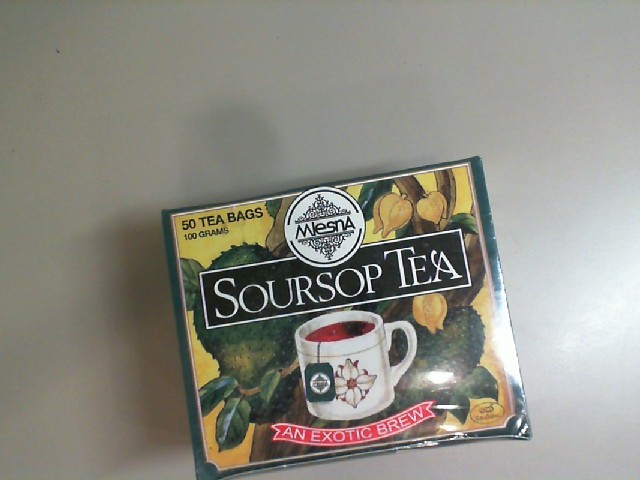 50 TEA BAGS
100 GRAMS
MlesnA
SOURSOP TEA
AN EXOTIC BREW